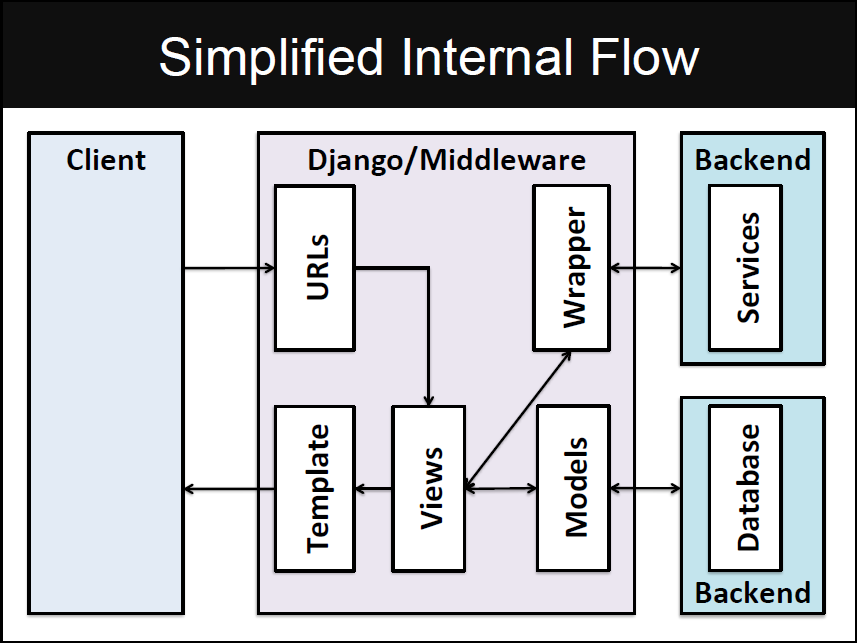 Simplified Internal Flow
Client
Django/Middleware
Backend
URLs
Wrapper
Services
Template
Views
Models
Database
Backend